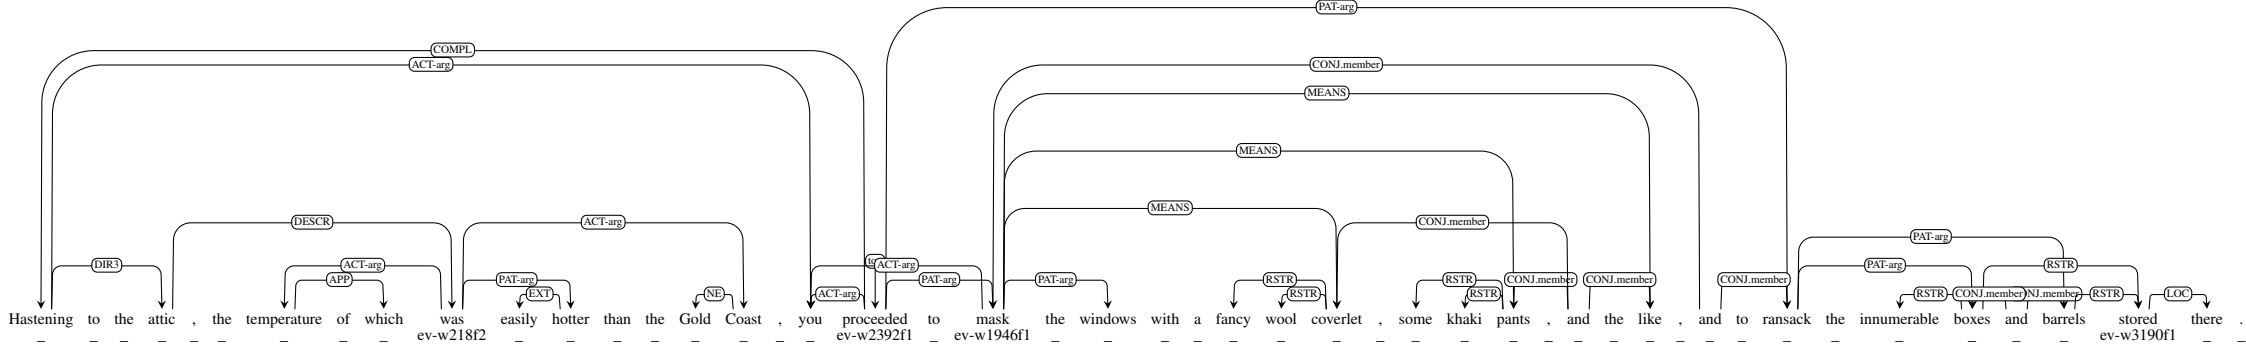 PAT-arg
COMPL
ACT-arg CONJ.member
MEANS
MEANS
MEANS
DESCR ACT-arg CONJ.member
PAT-arg
DIR3 ACT-arg ACT-arg PAT-arg RSTR
APP PAT-arg PAT-arg PAT-arg RSTR RSTR CONJ.member CONJ.member CONJ.member
EXT NE ACT-arg RSTR RSTR RSTR CONJ.member RSTR LOC
Hastening to the attic , the temperature of which was easily hotter than the Gold Coast , you proceeded to mask the windows with a fancy wool coverlet , some khaki pants , and the like , and to ransack the innumerable boxes and barrels stored there .
_ _ _ _ _ _ _ _ _ ev-w218f2 _ _ _ _ _ _ _ _ ev-w2392f1 _ ev-w1946f1 _ _ _ _ _ _ _ _ _ _ _ _ _ _ _ _ _ _ _ _ _ _ _ _ ev-w3190f1 _ _